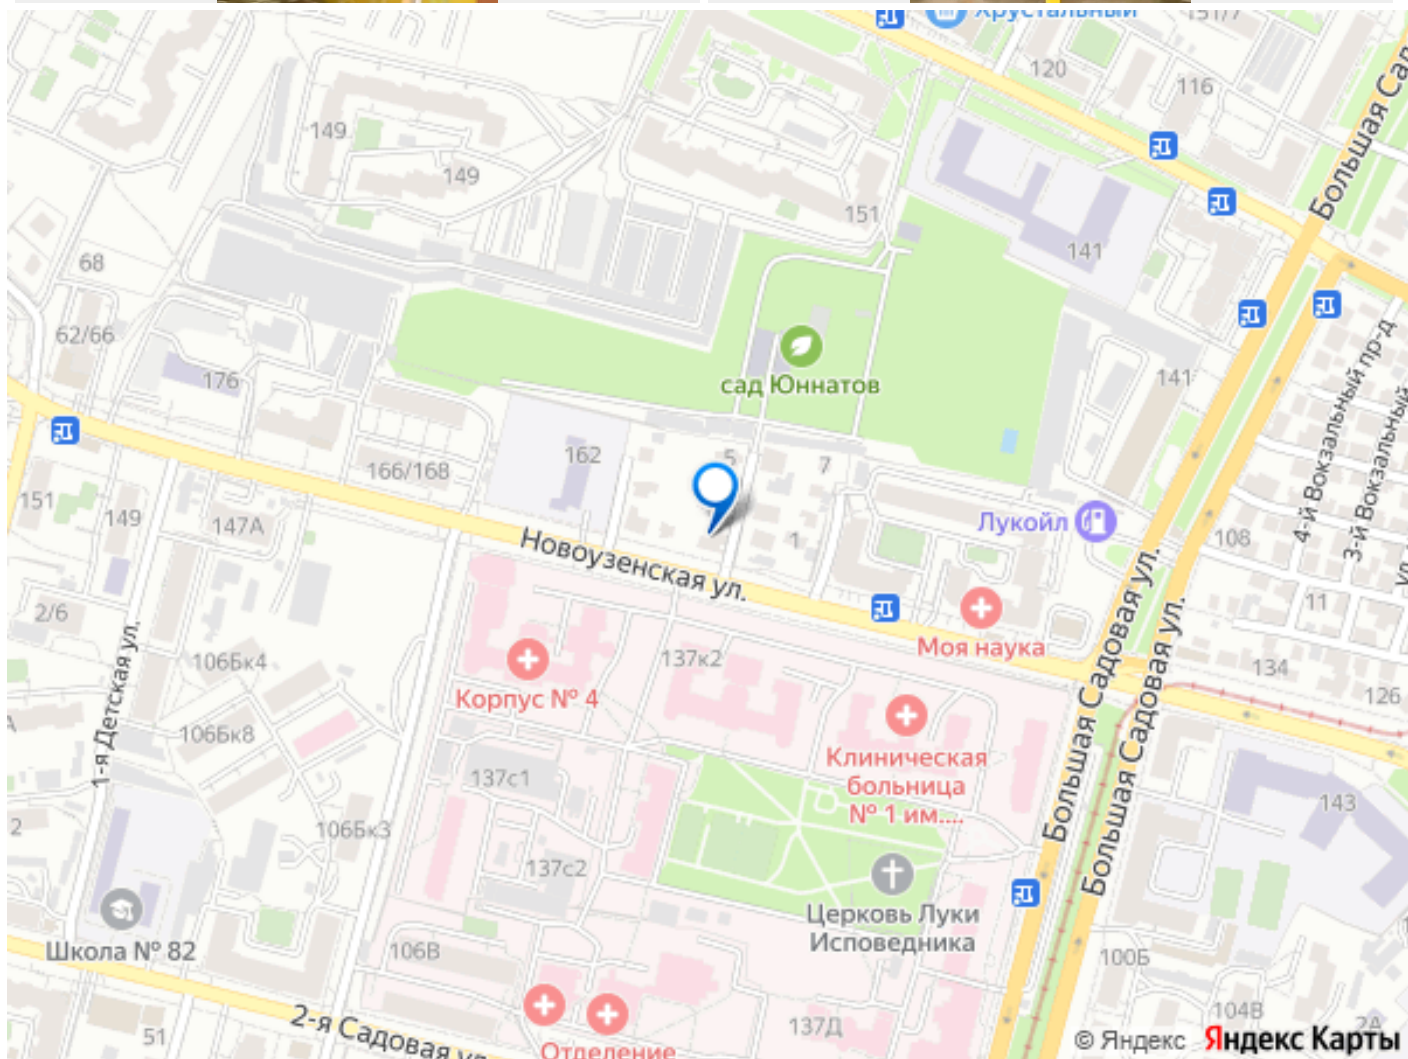 Хрустальный
151/7
120
116
149
149
151
141
68
62/66
176
сад Юннатов
141
Большая Сад
4-й Вокзальный пр-д
3-й Вокзальный
166/168
162
5
7
1
151
149
147А
Лукойл
108
11
Новоузенская ул.
Моя наука
2/6
1-я Детская ул.
106Бк4
137к2
134
126
Корпус № 4
106Бк8
Клиническая
больница
№ 1 им....
Большая Садовая ул.
Большая Садовая ул.
137с1
143
2
106Бк3
137с2
Церковь Луки
Исповедника
Школа № 82
106В
100Б
2-я Садовая ул
51
Отделение
137Д
104В
2А
© Яндекс
Яндекс Карты